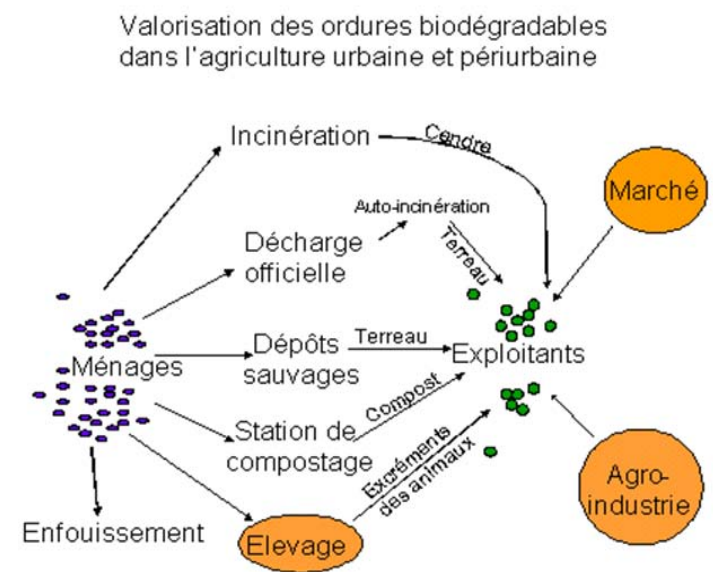 Valorisation des ordures biodégradables
dans l'agriculture urbaine et périurbaine
Incinération
Cendre
Marché
Auto-incinération
Décharge
officielle
Terreau
Ménages
Dépôts
sauvages
Terreau
Exploitants
Compost
Station de
compostage
Excréments
des animaux
Agro-
industrie
Enfouissement
Elevage